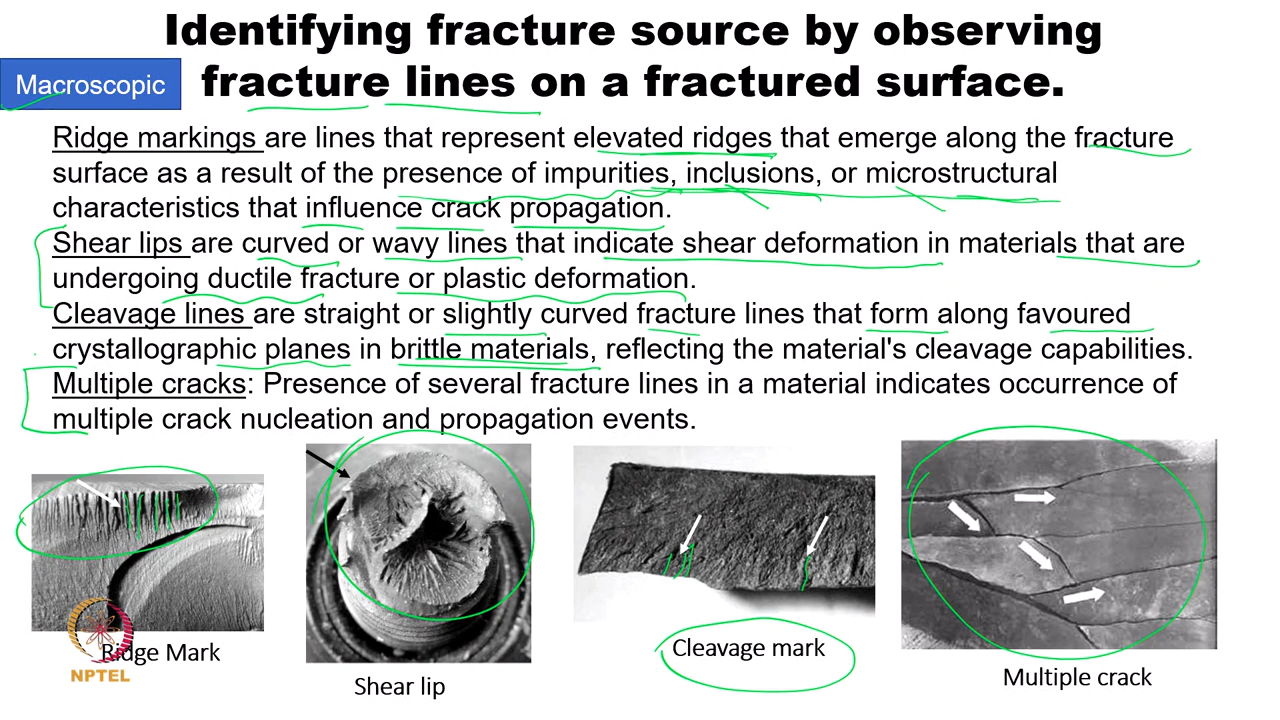 Identifying fracture source by observing
Macroscopic
fracture lines on a fractured surface.
Ridge markings are lines that represent elevated ridges that emerge along the fracture
surface as a result of the presence of impurities, inclusions, or microstructural
characteristics that influence crack propagation.
Shear lips are curved or wavy lines that indicate shear deformation in materials that are
undergoing ductile fracture or plastic deformation.
Cleavage lines are straight or slightly curved fracture lines that form along favoured
crystallographic planes in brittle materials, reflecting the material's cleavage capabilities.
Multiple cracks: Presence of several fracture lines in a material indicates occurrence of
multiple crack nucleation and propagation events.
Ridge Mark
Shear lip
Cleavage mark
Multiple crack
NPTEL